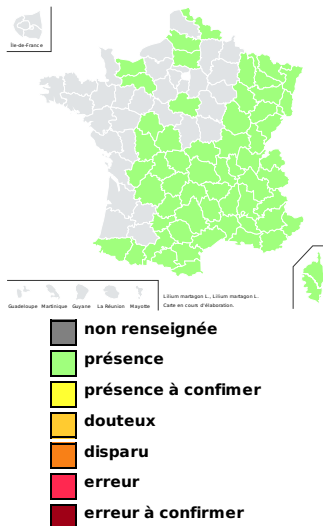 Île-de-France
Guadeloupe Martinique Guyane La Réunion Mayotte
Lilium martagon L., Lilium martagon L.
Carte en cours d'élaboration.
non renseignée
présence
présence à confimer
douteux
disparu
erreur
erreur à confirmer